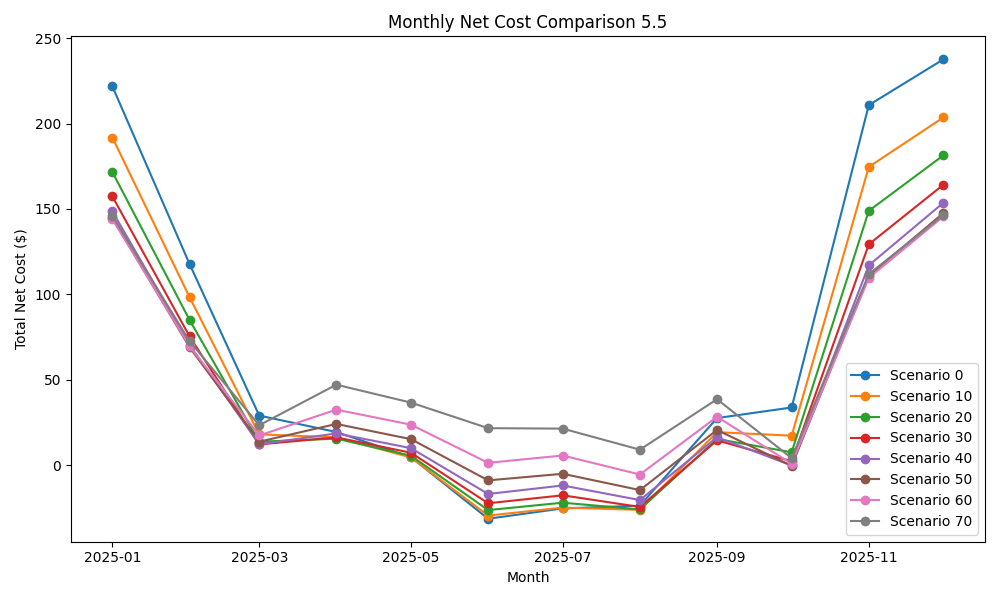 Monthly Net Cost Comparison 5.5
Total Net Cost ($)
250
200
150
100
50
0
2025-01
2025-03
2025-05
2025-07
2025-09
2025-11
Month
Scenario 0
Scenario 10
Scenario 20
Scenario 30
Scenario 40
Scenario 50
Scenario 60
Scenario 70